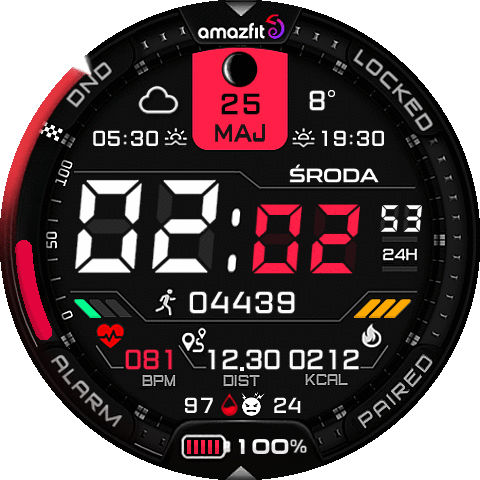 amazfit
DND
LOCKED
25
MAJ
8°
05:30
19:30
ŚRODA
100
50
0
02:02
53
24H
04439
081
BPM
12.30
DIST
0212
KCAL
97
24
ALARM
PAIRED
100%